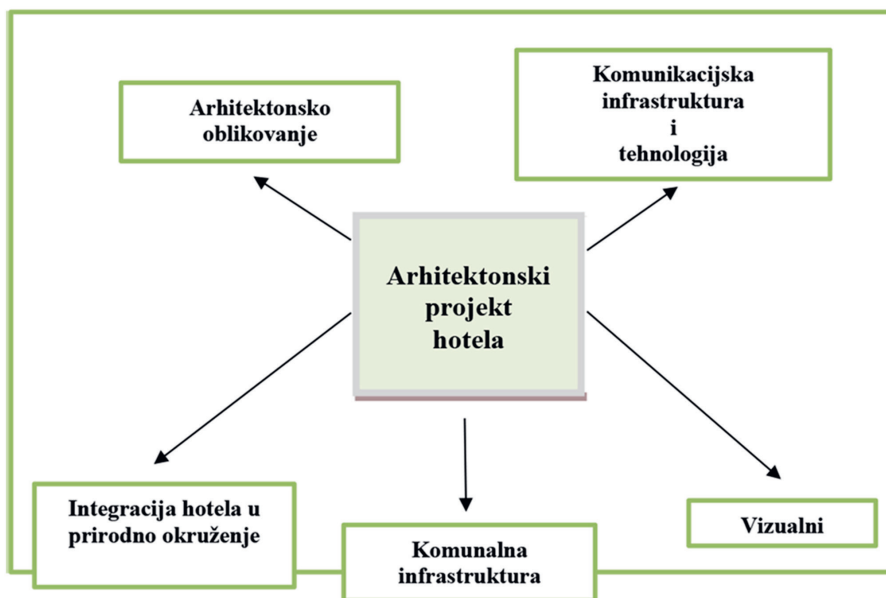 Arhitektonsko
oblikovanje
Komunikacijska
infrastruktura
i
tehnologija
Arhitektonski
projekt
hotela
Integracija hotela u
prirodno okruženje
Komunalna
infrastruktura
Vizualni